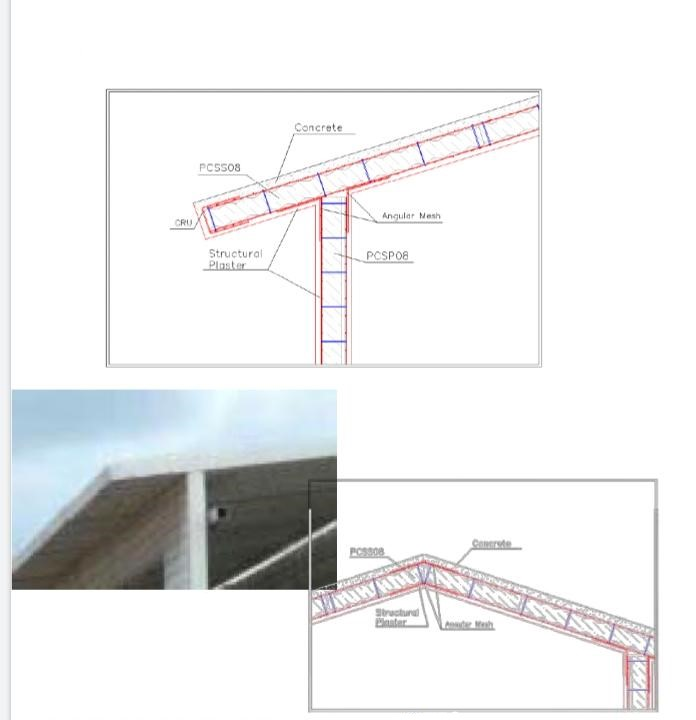 Concrete
PCSS08
CRU
Angular Mesh
Structural
Plaster
PCSP08
Concrete
PCSS08
Structural
Plaster
Angular Mesh